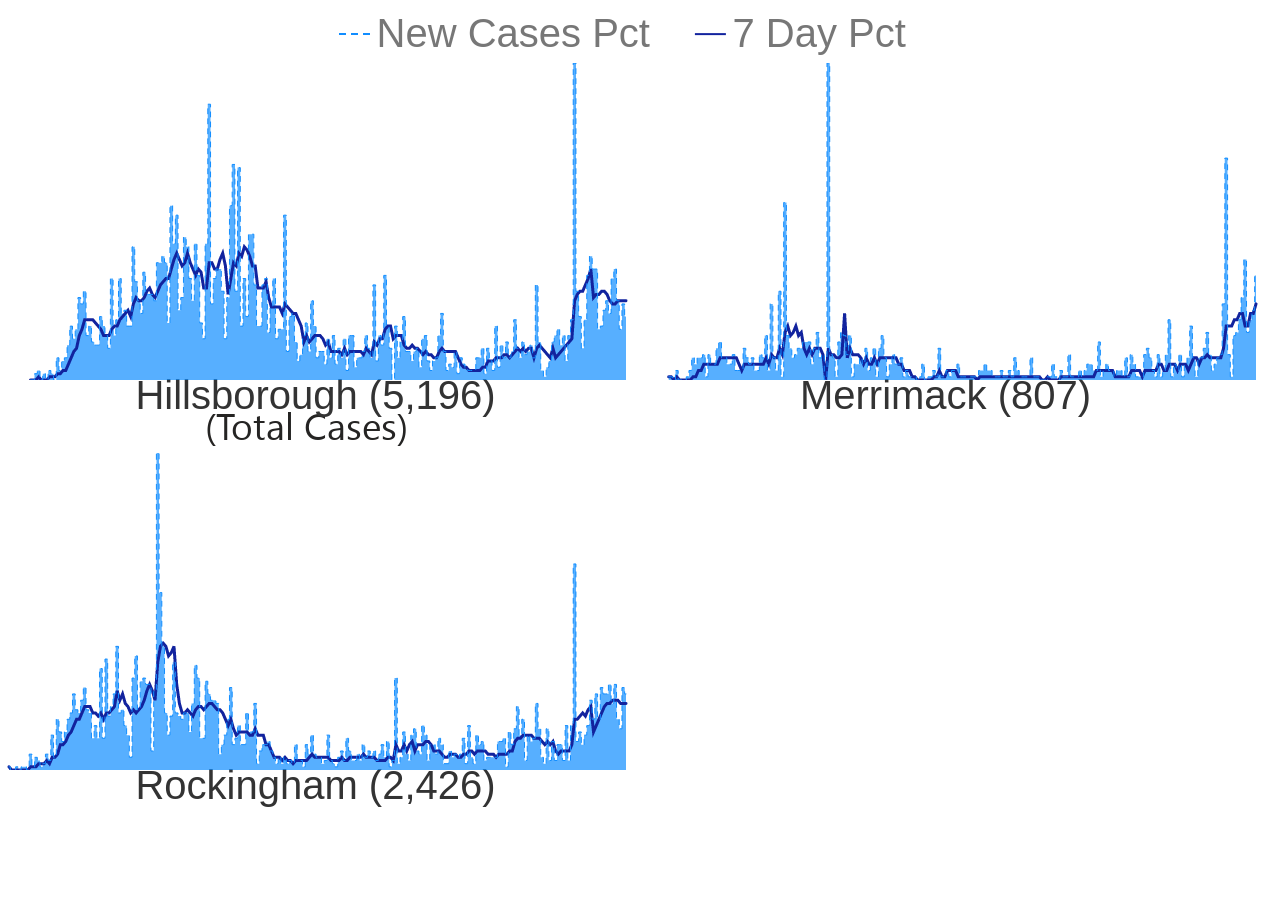 New Cases Pct 7 Day Pct
Hillsborough (5,196) Merrimack (807)
(Total Cases)
Rockingham (2,426)